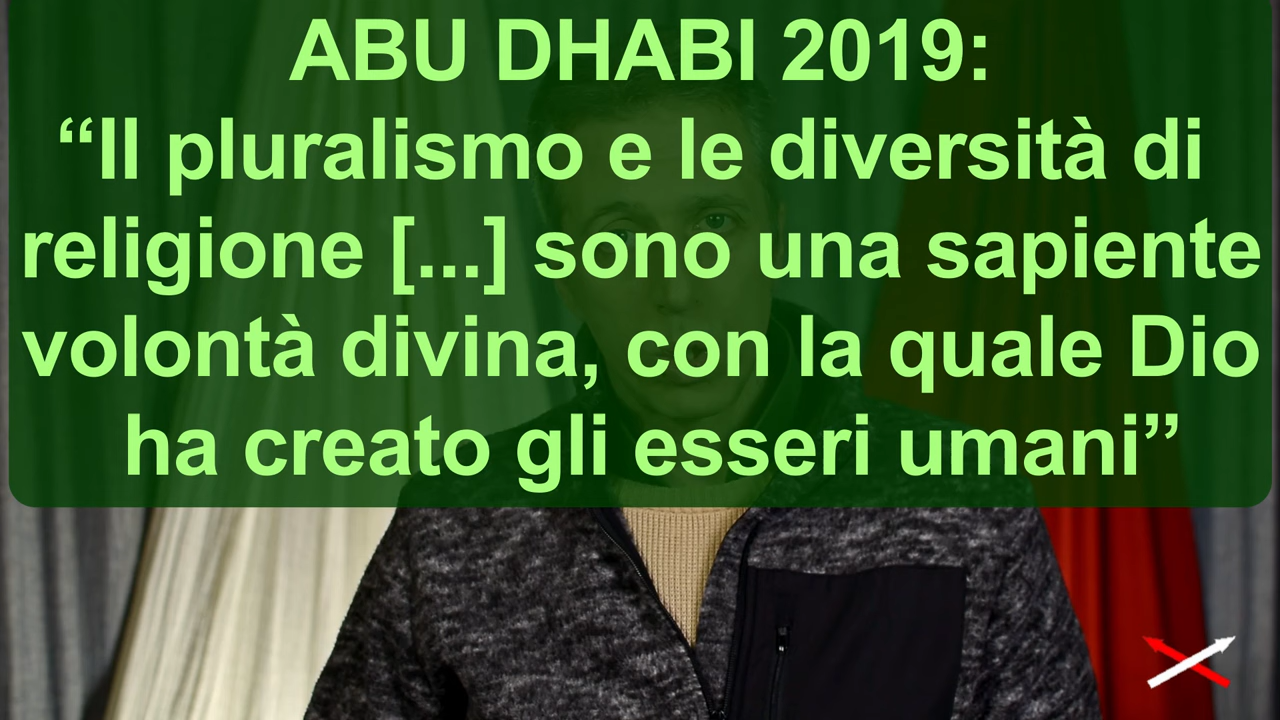 ABU DHABI 2019:
“Il pluralismo e le diversità di
religione [...] sono una sapiente
volontà divina, con la quale Dio
ha creato gli esseri umani”